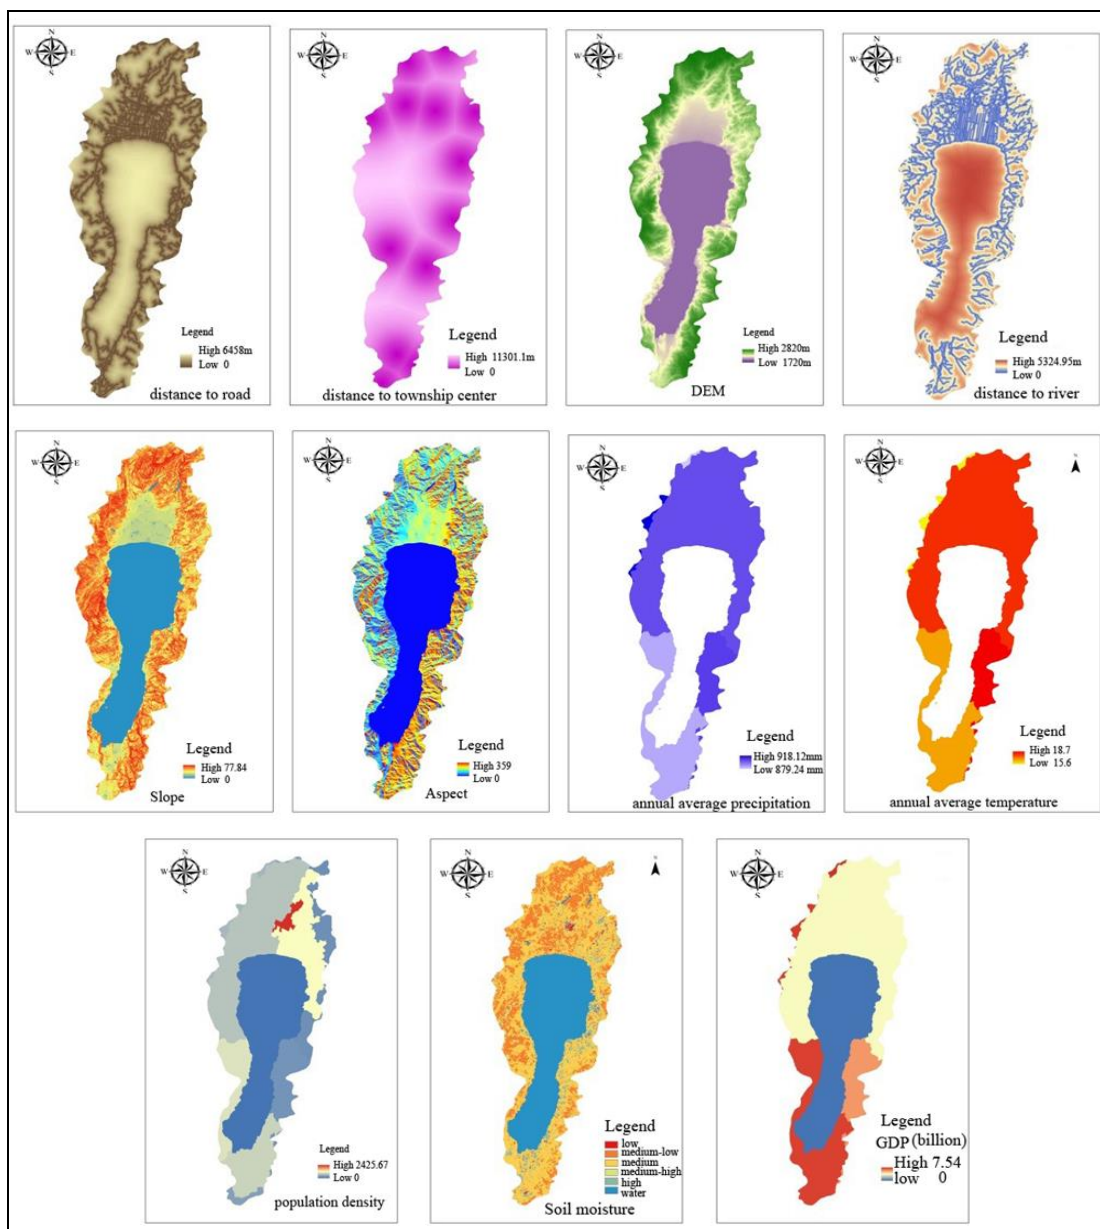 N
W E
S
Legend
High 6458m
Low 0
distance to road
N
W E
S
Legend
High 11301.1m
Low 0
distance to township center
N
W E
S
Legend
High 2820m
Low 1720m
DEM
N
W E
S
Legend
High 5324.95m
Low 0
distance to river
N
W E
S
Legend
High 77.84
Low 0
Slope
N
W E
S
Legend
High 359
Low 0
Aspect
N
W E
S
Legend
High 918.12mm
Low 879.24 mm
annual average precipitation
N
W E
S
Legend
High 18.7
Low 15.6
annual average temperature
N
W E
S
Legend
High 2425.67
Low 0
population density
N
W E
S
Legend
low
medium-low
medium
medium-high
high
water
Soil moisture
N
W E
S
Legend
GDP (billion)
High 7.54
low 0